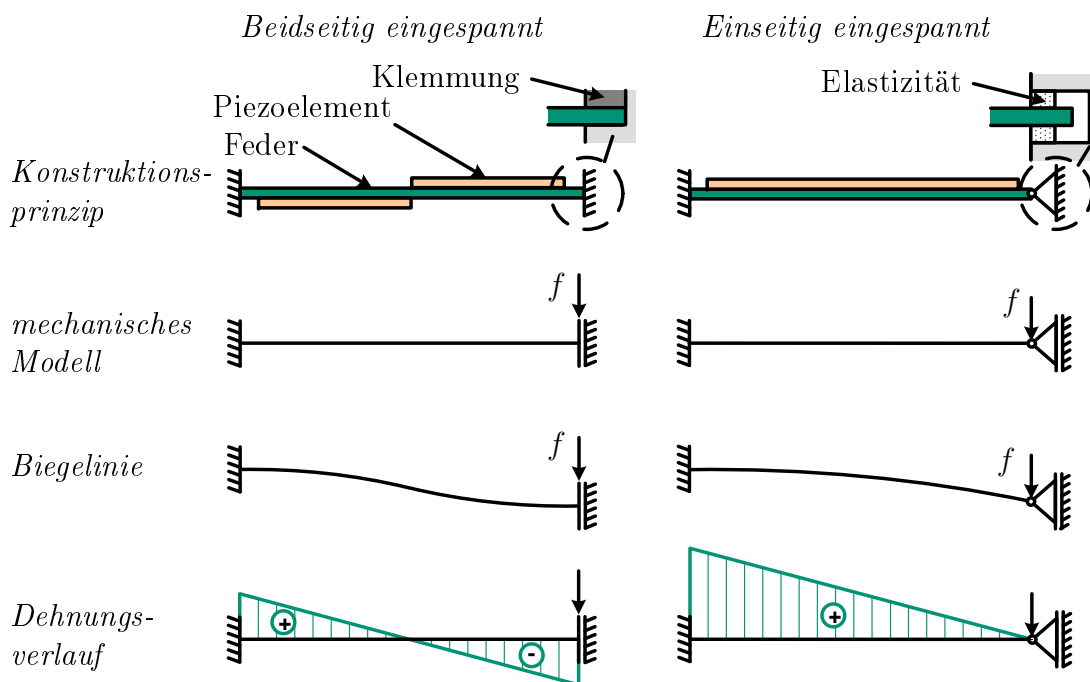 Beidseitig eingespannt
Einseitig eingespannt
Klemmung
Elastizität
Piezoelement
Feder
Konstruktions-
prinzip
f
f
mechanisches
Modell
f
f
Biegelinie
+
+
-
Dehnungs-
verlauf